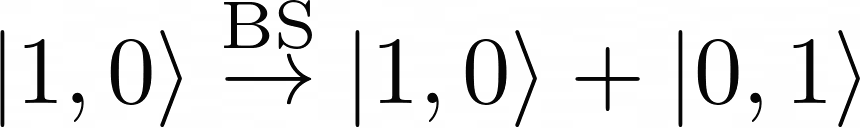 |1, 0⟩ BS→ |1, 0⟩ + |0, 1⟩